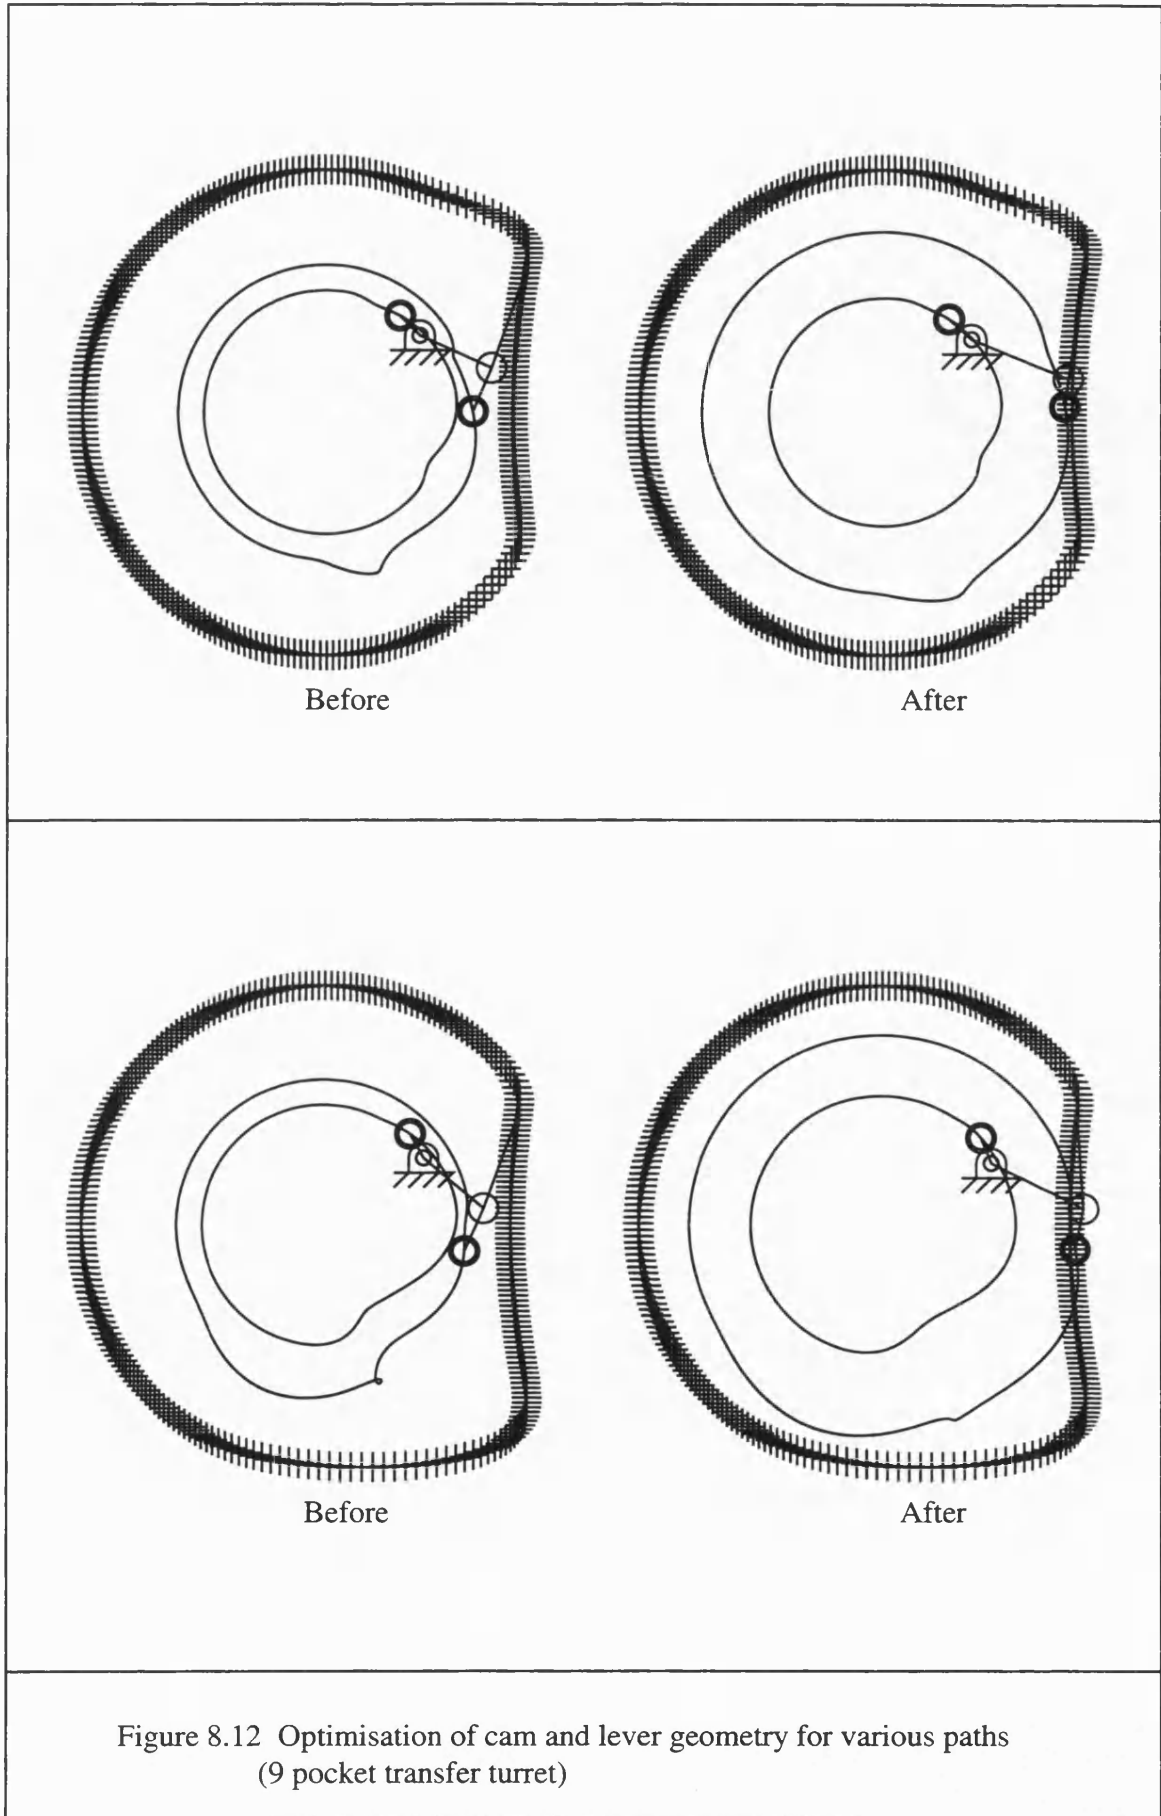 Before
After
Before
After
Figure 8.12 Optimisation of cam and lever geometry for various paths
(9 pocket transfer turret)